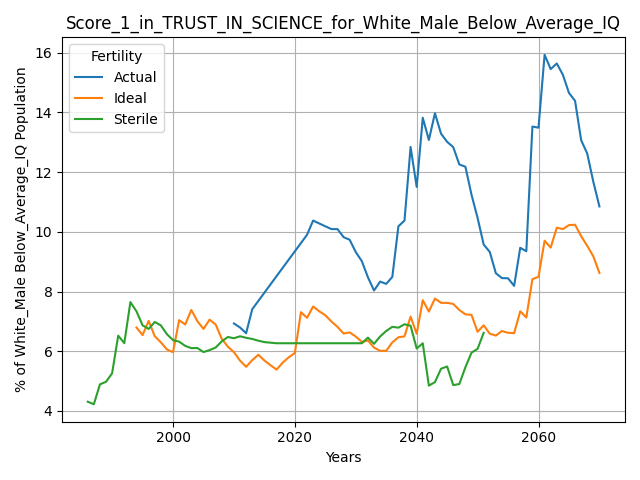 Score_1_in_TRUST_IN_SCIENCE_for_White_Male_Below_Average_IQ
Fertility
Actual
Ideal
Sterile
% of White_Male Below_Average_IQ Population
16
14
12
10
8
6
4
2000
2020
2040
2060
Years